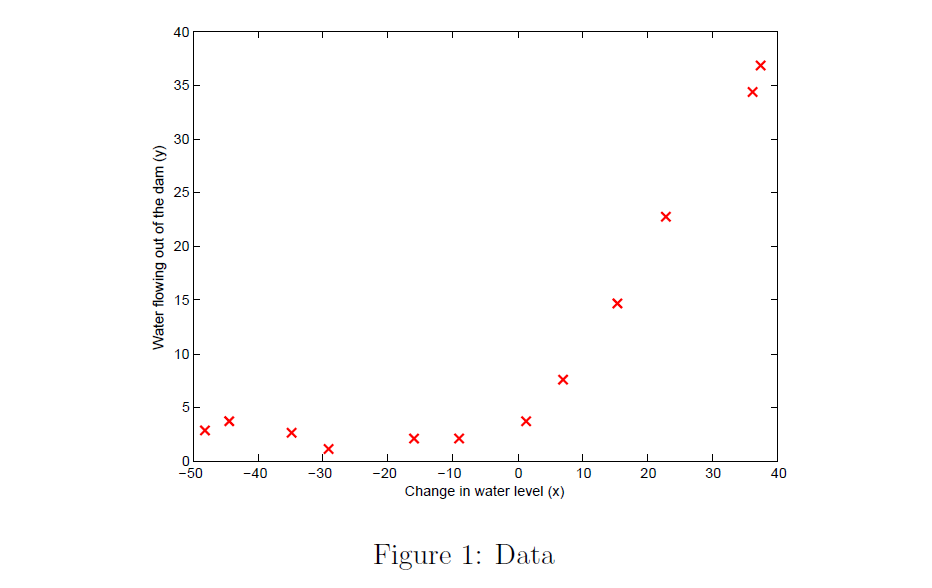 40
35
30
25
20
15
10
5
0
Water flowing out of the dam (y)
−50 −40 −30 −20 −10 0 10 20 30 40
Change in water level (x)
Figure 1: Data